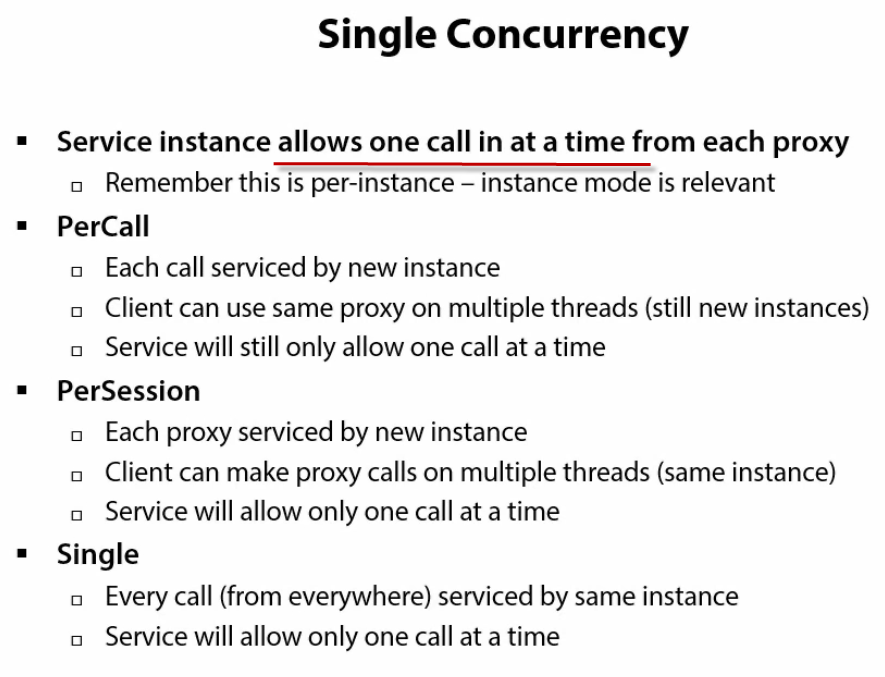 Single Concurrency
▪ Service instance allows one call in at a time from each proxy
▫ Remember this is per-instance – instance mode is relevant
▪ PerCall
▫ Each call serviced by new instance
▫ Client can use same proxy on multiple threads (still new instances)
▫ Service will still only allow one call at a time
▪ PerSession
▫ Each proxy serviced by new instance
▫ Client can make proxy calls on multiple threads (same instance)
▫ Service will allow only one call at a time
▪ Single
▫ Every call (from everywhere) serviced by same instance
▫ Service will allow only one call at a time